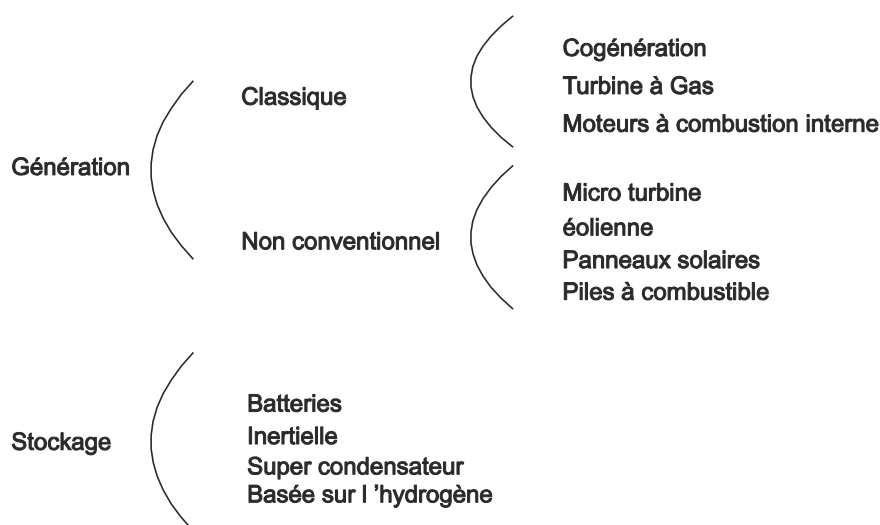 Génération
Classique
Cogénération
Turbine à Gas
Moteurs à combustion interne
Non conventionnel
Micro turbine
éolienne
Panneaux solaires
Piles à combustible
Stockage
Batteries
Inertielle
Super condensateur
Basée sur l ’hydrogène